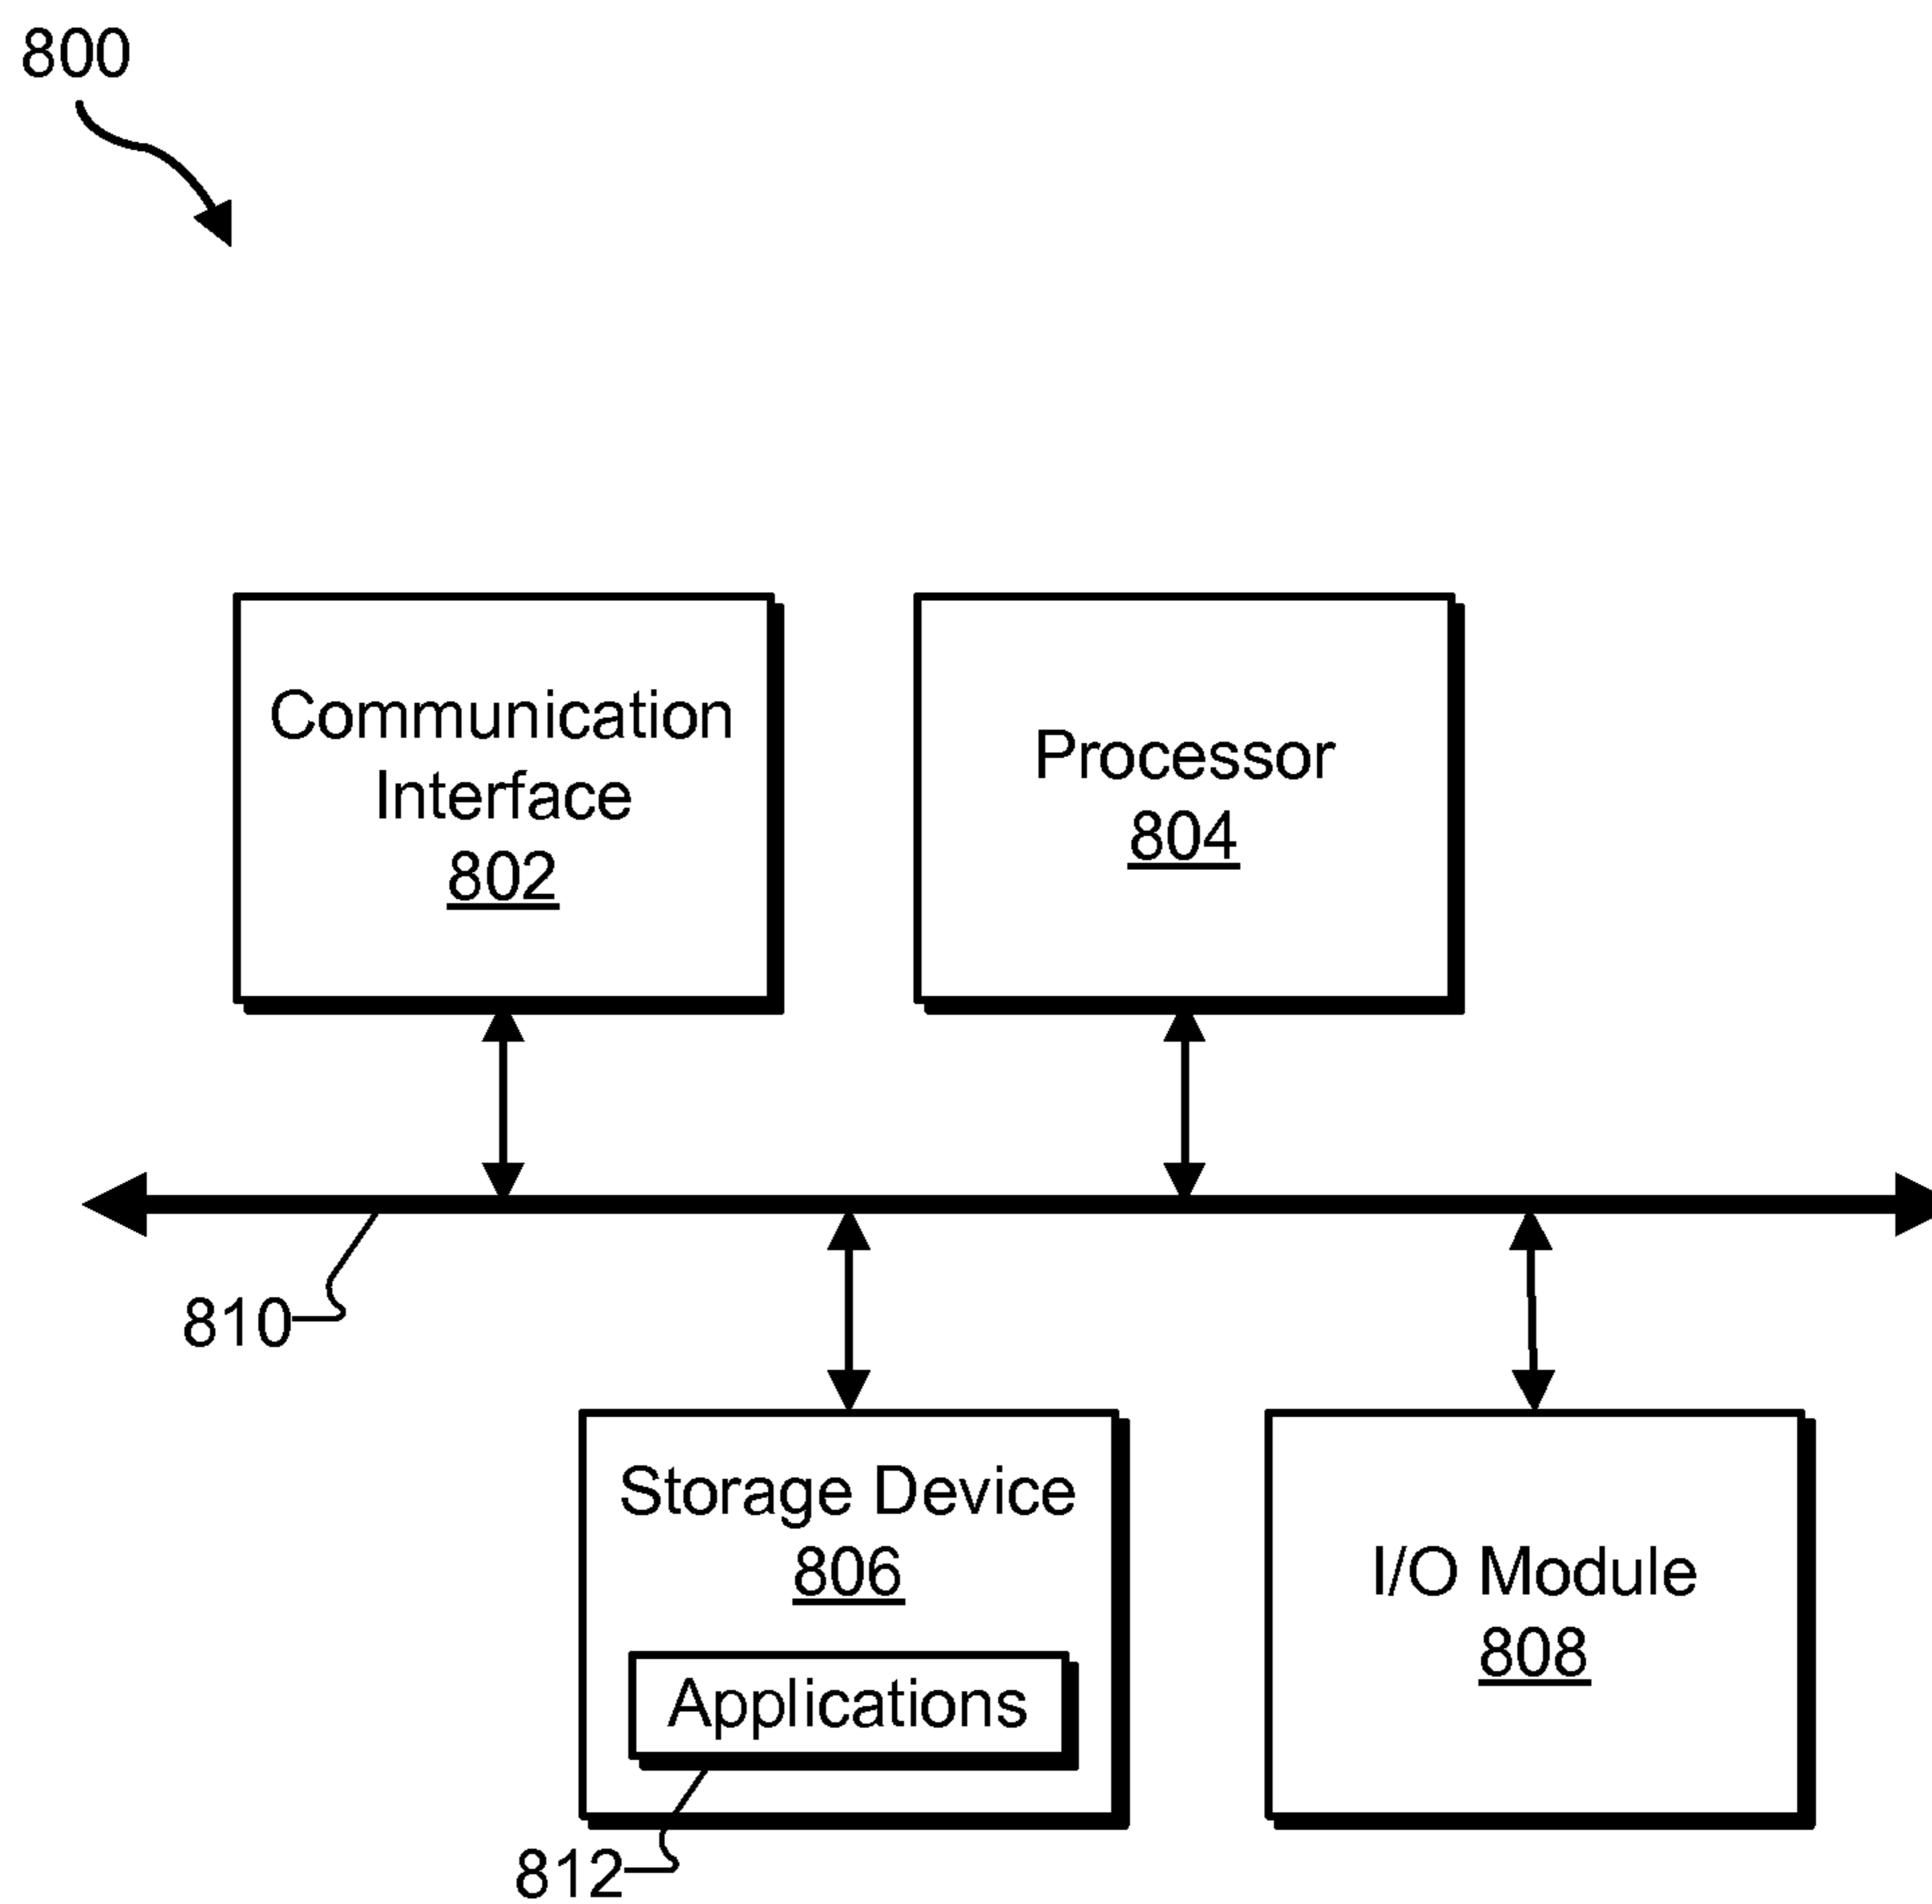 800
Communication
Interface
802
Processor
804
810
Storage Device
806
Applications
812
I/O Module
808